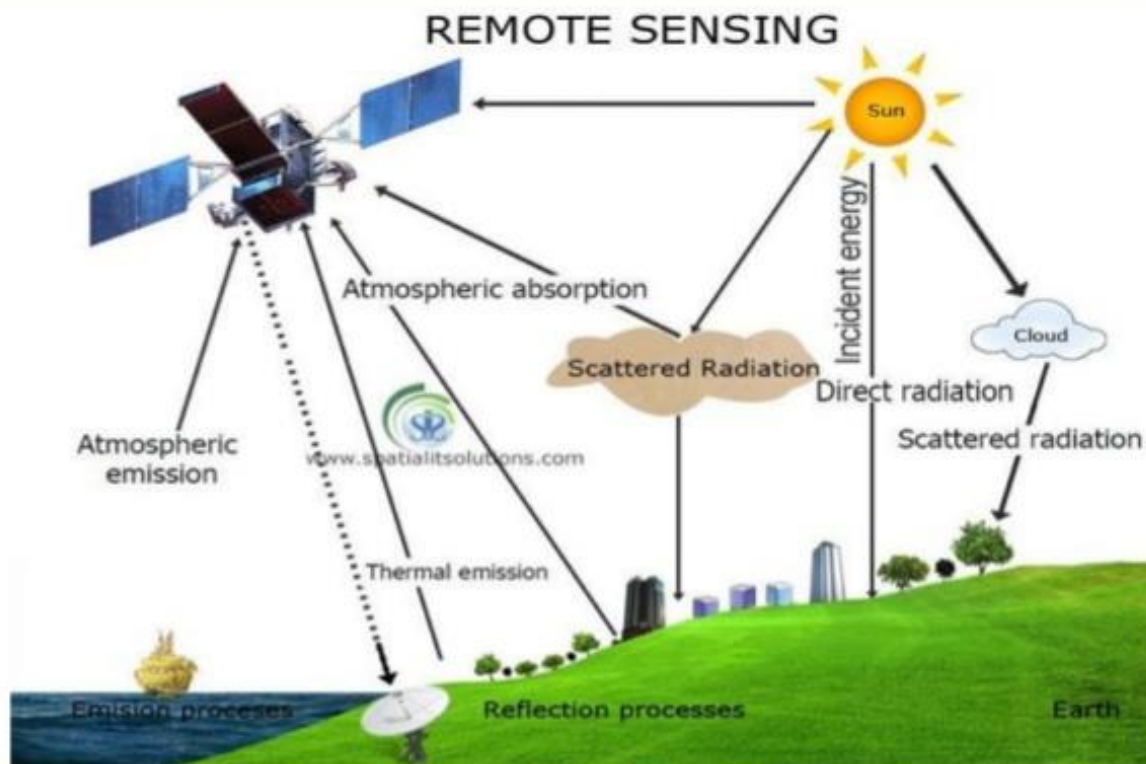 REMOTE SENSING
Sun
Incident energy
Atmospheric absorption
Cloud
Scattered Radiation
Direct radiation
Atmospheric
emission
Scattered radiation
www.spatialitsolutions.com
Thermal emission
Emision proceses
Reflection processes
Earth